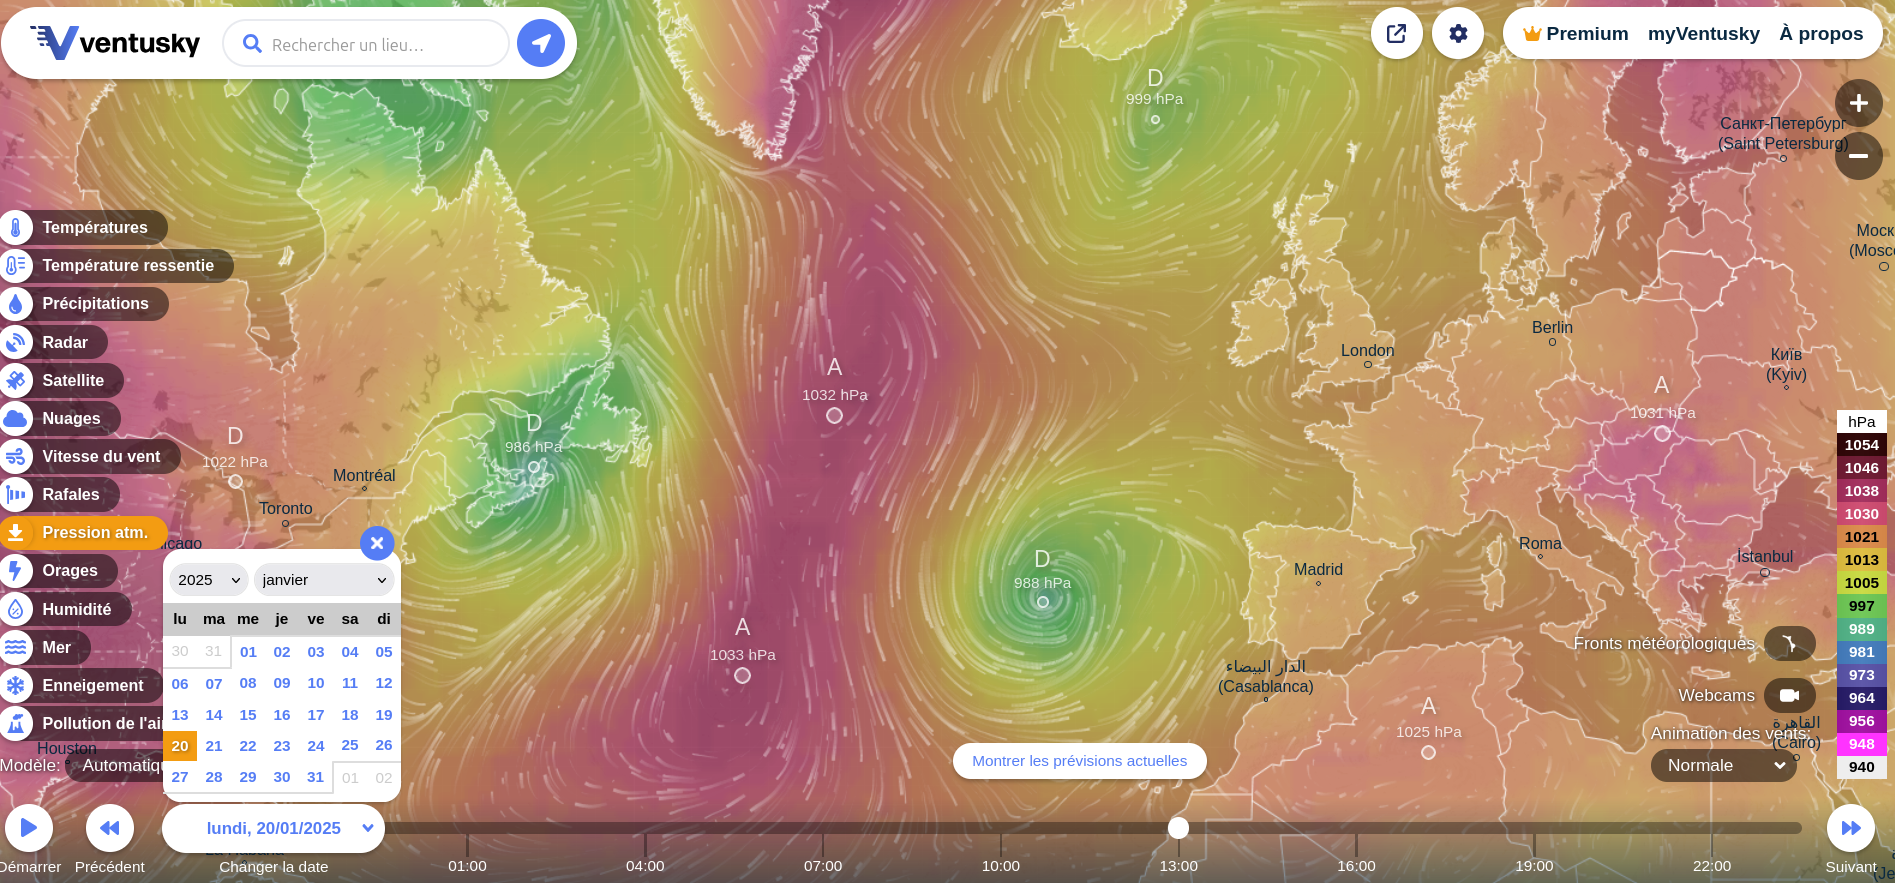 ventusky
Rechercher un lieu…
Premium myVentusky À propos
D
999 hPa
Санкт-Петербург
(Saint Petersburg)
Températures
Température ressentie
Précipitations
Radar
Satellite
Nuages
Vitesse du vent
Rafales
Pression atm.
Orages
Humidité
Mer
Enneigement
Pollution de l'air
Houston
Modèle: Automatique
Berlin
London
Київ
(Kyiv)
A
1032 hPa
A
1031 hPa
D
986 hPa
D
1022 hPa
Montréal
Toronto
D
988 hPa
Madrid
Roma
İstanbul
A
1033 hPa
الدار البيضاء
(Casablanca)
A
1025 hPa
القاهرة
(Cairo)
hPa
1054
1046
1038
1030
1021
1013
1005
997
989
981
973
964
956
948
940
2025 janvier
lu ma me je ve sa di
30 31 01 02 03 04 05
06 07 08 09 10 11 12
13 14 15 16 17 18 19
20 21 22 23 24 25 26
27 28 29 30 31 01 02
Fronts météorologiques
Webcams
Animation des vents:
Normale
Montrer les prévisions actuelles
lundi, 20/01/2025
Démarrer Précédent Changer la date 01:00 04:00 07:00 10:00 13:00 16:00 19:00 22:00 Suivant